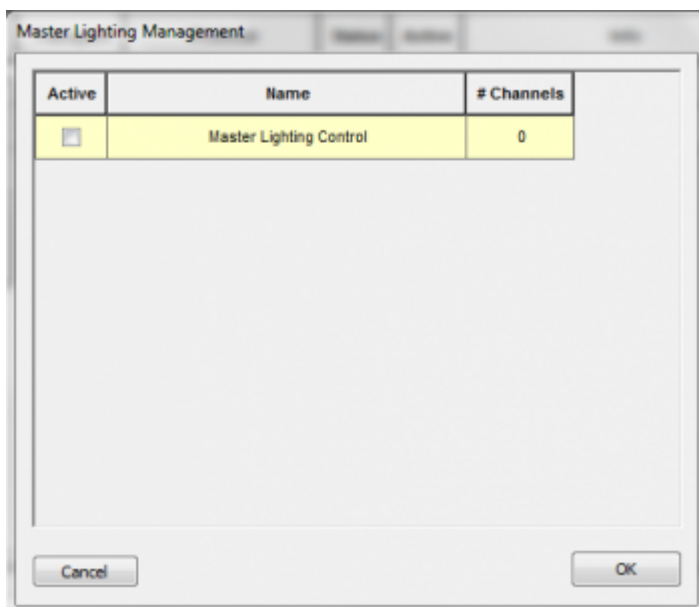 Master Lighting Management
Active Name # Channels
Master Lighting Control 0
Cancel OK